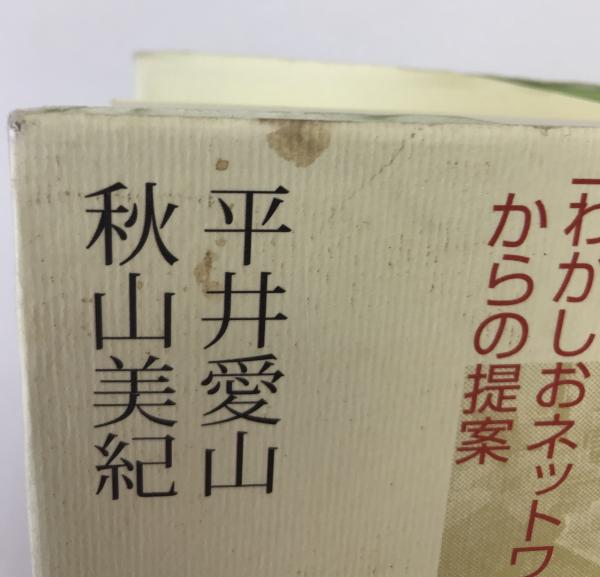 「わかしおネットワ
からの提案
平井愛山
秋山美紀